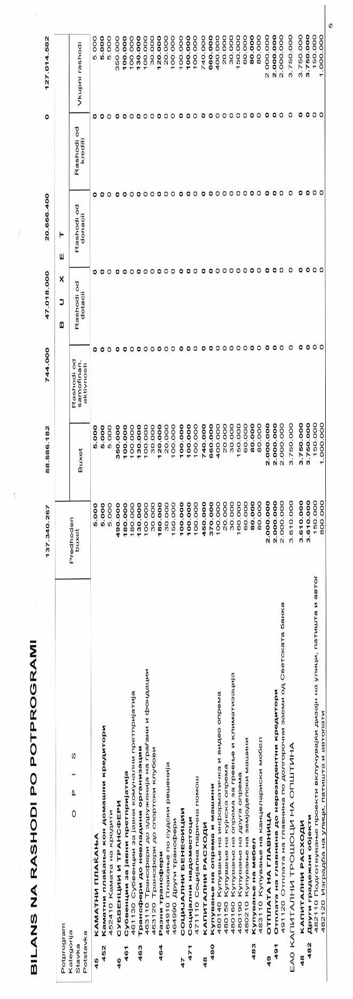 BILANS NA RASHODI PO POTPROGRAMI
137.340.267 58.586.182 744.000 47.018.000 20.666.400 0 127.014.582
Potprogram
Kategorija
Stavka
Potstavka
O P I S
Predhoden
buxet
B U X E T
Buxet
Rashodi od
samofinan.
aktivnosti
Rashodi od
dotacii
Rashodi od
donacii
Rashodi od
krediti
Vkupni rashodi
45 КАМАТНИ ПЛАЌАЊА 5.000 5.000 0 0 0 0 5.000
452 Каматни плаќања кон домашни кредитори 5.000 5.000 0 0 0 0 5.000
452410 Камата на кредити 5.000 5.000 0 0 0 0 5.000
46 СУБВЕНЦИИ И ТРАНСФЕРИ 490.000 350.000 0 0 0 0 350.000
461 Субвенции за јавни претпријатија 180.000 100.000 0 0 0 0 100.000
461130 Субвенции за јавни комунални претпријатија 180.000 100.000 0 0 0 0 100.000
463 Трансфери до невладини организации 130.000 130.000 0 0 0 0 130.000
463110 Трансфери до здруженија на граѓани и фондации 100.000 100.000 0 0 0 0 100.000
463120 Трансфери до спортски клубови 30.000 30.000 0 0 0 0 30.000
464 Разни трансфери 180.000 120.000 0 0 0 0 120.000
464910 Плаќање по судски решенија 30.000 20.000 0 0 0 0 20.000
464990 Други трансфери 150.000 100.000 0 0 0 0 100.000
47 СОЦИЈАЛНИ БЕНЕФИЦИИ 100.000 100.000 0 0 0 0 100.000
471 Социјални надоместоци 100.000 100.000 0 0 0 0 100.000
471110 Социјална парична помош 100.000 100.000 0 0 0 0 100.000
48 КАПИТАЛНИ РАСХОДИ 450.000 740.000 0 0 0 0 740.000
480 Купување на опрема и машини 370.000 660.000 0 0 0 0 660.000
480140 Купување на информатичка и видео опрема 100.000 400.000 0 0 0 0 400.000
480150 Купување на кујнска опрема 20.000 20.000 0 0 0 0 20.000
480160 Купување на опрема за греење и климатизација 30.000 30.000 0 0 0 0 30.000
480190 Купување на друга опрема 160.000 150.000 0 0 0 0 150.000
480210 Купување на земјоделски машини 60.000 60.000 0 0 0 0 60.000
483 Купување на мебел 80.000 80.000 0 0 0 0 80.000
483110 Купување на канцелариски мебел 80.000 80.000 0 0 0 0 80.000
49 ОТПЛАТА НА ГЛАВНИЦА 2.000.000 2.000.000 0 0 0 0 2.000.000
491 Отплата на главнина до нерезидентни кредитори 2.000.000 2.000.000 0 0 0 0 2.000.000
491120 Отплата на главнина по долгорочни заеми од Светската банка 2.000.000 2.000.000 0 0 0 0 2.000.000
ЕА0 КАПИТАЛНИ ТРОШОЦИ НА ОПШТИНА 3.610.000 3.750.000 0 0 0 0 3.750.000
48 КАПИТАЛНИ РАСХОДИ 3.610.000 3.750.000 0 0 0 0 3.750.000
482 Други градежни објекти 3.610.000 3.750.000 0 0 0 0 3.750.000
482110 Подготвување проекти вклучувајќи дизајн на улици, патишта и автог 150.000 150.000 0 0 0 0 150.000
482120 Изградба на улици, патишта и автопати 800.000 1.000.000 0 0 0 0 1.000.000
5